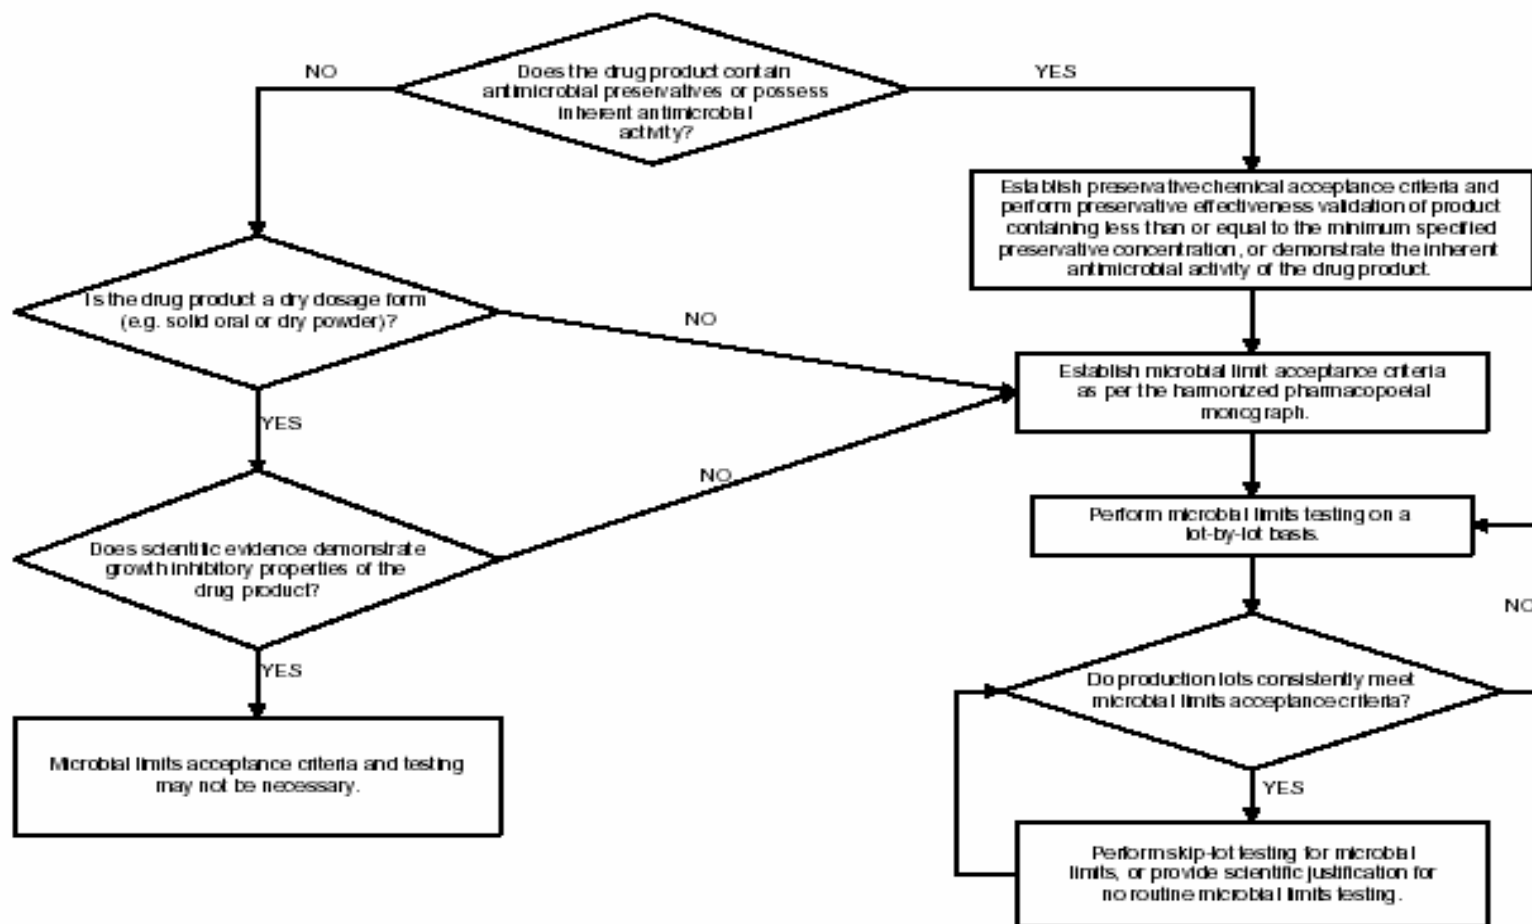 NO
Does the drug product contain
antimicrobial preservatives or possess
inherent antimicrobial
activity?
YES
Establish preservative chemical acceptance criteria and
perform preservative effectiveness validation of product
containing less than or equal to the minimum specified
preservative concentration, or demonstrate the inherent
antimicrobial activity of the drug product.
Is the drug product a dry dosage form
(e.g. solid oral or dry powder)?
NO
Establish microbial limit acceptance criteria
as per the harmonized pharmacopoeial
monograph.
YES
NO
Perform microbial limits testing on a
lot-by-lot basis.
Does scientific evidence demonstrate
growth inhibitory properties of the
drug product?
NO
YES
Do production lots consistently meet
microbial limits acceptance criteria?
Microbial limits acceptance criteria and testing
may not be necessary.
YES
Perform skip-lot testing for microbial
limits, or provide scientific justification for
no routine microbial limits testing.